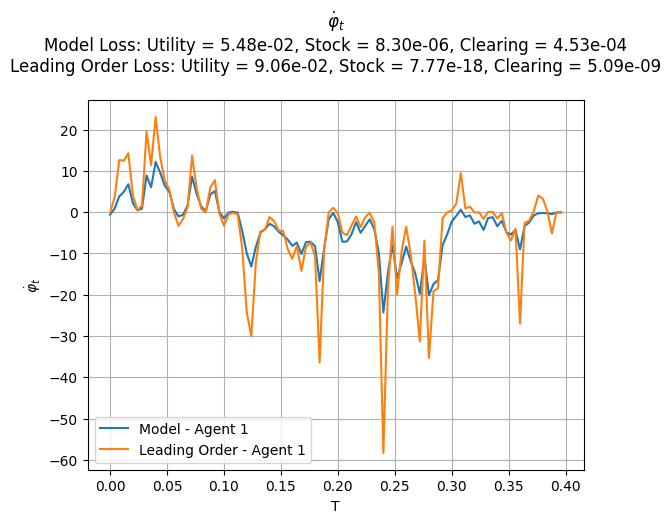 φ̇ₜ
Model Loss: Utility = 5.48e-02, Stock = 8.30e-06, Clearing = 4.53e-04
Leading Order Loss: Utility = 9.06e-02, Stock = 7.77e-18, Clearing = 5.09e-09
20
10
0
−10
−20
−30
−40
−50
−60
φ̇ₜ
Model - Agent 1
Leading Order - Agent 1
0.00 0.05 0.10 0.15 0.20 0.25 0.30 0.35 0.40
T